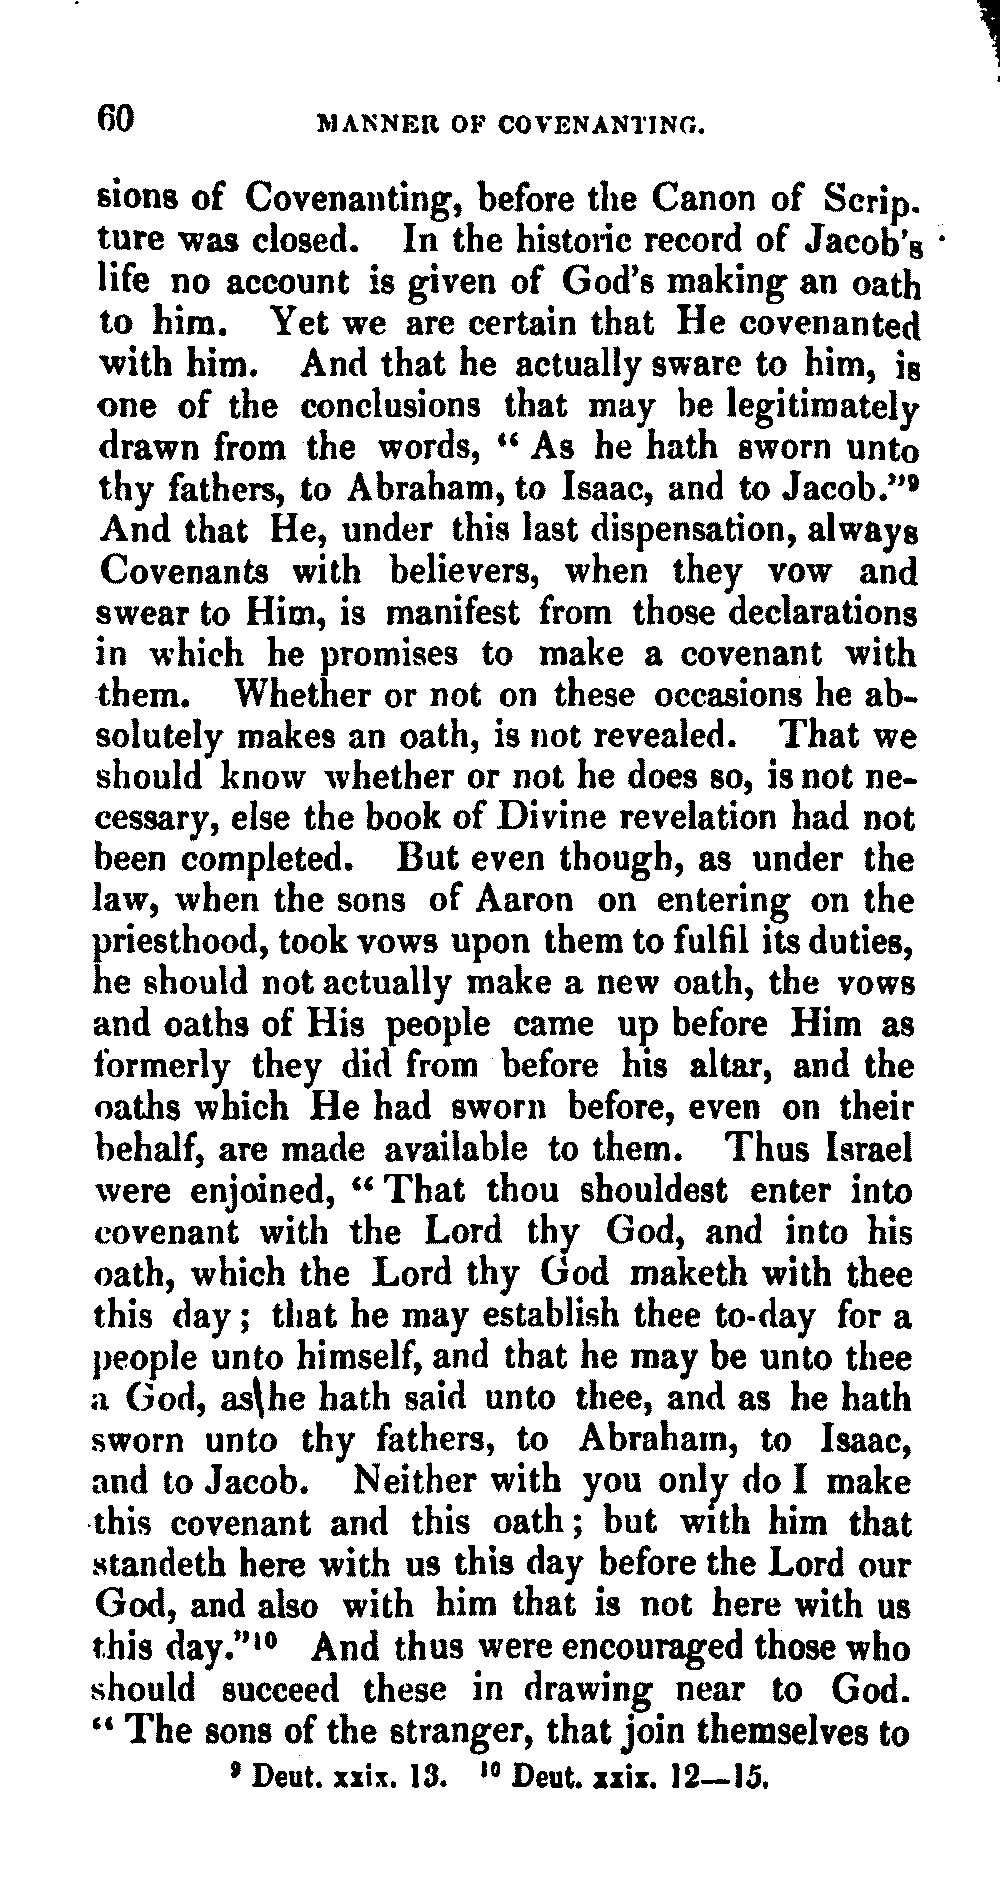 60 MANNER OF COVENANTING.
sions of Covenanting, before the Canon of Scrip-
ture was closed. In the historic record of Jacob's
life no account is given of God's making an oath
to him. Yet we are certain that He covenanted
with him. And that he actually sware to him, is
one of the conclusions that may be legitimately
drawn from the words, “ As he hath sworn unto
thy fathers, to Abraham, to Isaac, and to Jacob.”⁹
And that He, under this last dispensation, always
Covenants with believers, when they vow and
swear to Him, is manifest from those declarations
in which he promises to make a covenant with
them. Whether or not on these occasions he ab-
solutely makes an oath, is not revealed. That we
should know whether or not he does so, is not ne-
cessary, else the book of Divine revelation had not
been completed. But even though, as under the
law, when the sons of Aaron on entering on the
priesthood, took vows upon them to fulfil its duties,
he should not actually make a new oath, the vows
and oaths of His people came up before Him as
formerly they did from before his altar, and the
oaths which He had sworn before, even on their
behalf, are made available to them. Thus Israel
were enjoined, “ That thou shouldest enter into
covenant with the Lord thy God, and into his
oath, which the Lord thy God maketh with thee
this day ; that he may establish thee to-day for a
people unto himself, and that he may be unto thee
a God, as he hath said unto thee, and as he hath
sworn unto thy fathers, to Abraham, to Isaac,
and to Jacob. Neither with you only do I make
this covenant and this oath ; but with him that
standeth here with us this day before the Lord our
God, and also with him that is not here with us
this day.”¹⁰ And thus were encouraged those who
should succeed these in drawing near to God.
“ The sons of the stranger, that join themselves to
⁹ Deut. xxix. 13. ¹⁰ Deut. xxix. 12—15.